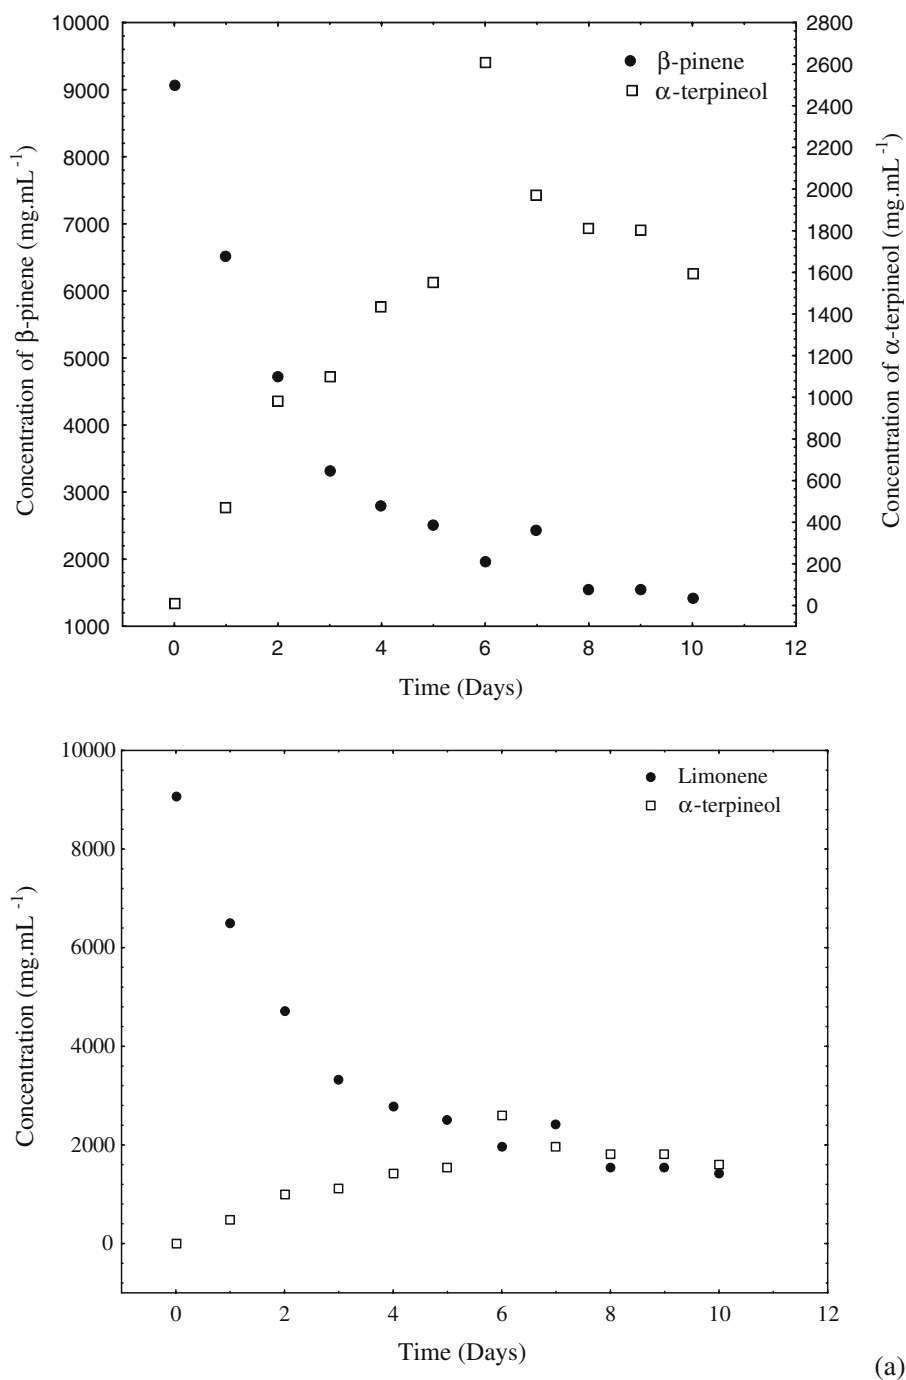 10000
9000
8000
7000
6000
5000
4000
3000
2000
1000
Concentration of β-pinene (mg.mL-1)
β-pinene
α-terpineol
2800
2600
2400
2200
2000
1800
1600
1400
1200
1000
800
600
400
200
0
Concentration of α-terpineol (mg.mL-1)
0 2 4 6 8 10 12
Time (Days)
10000
8000
6000
4000
2000
0
Concentration (mg.mL-1)
Limonene
α-terpineol
0 2 4 6 8 10 12
Time (Days)
(a)